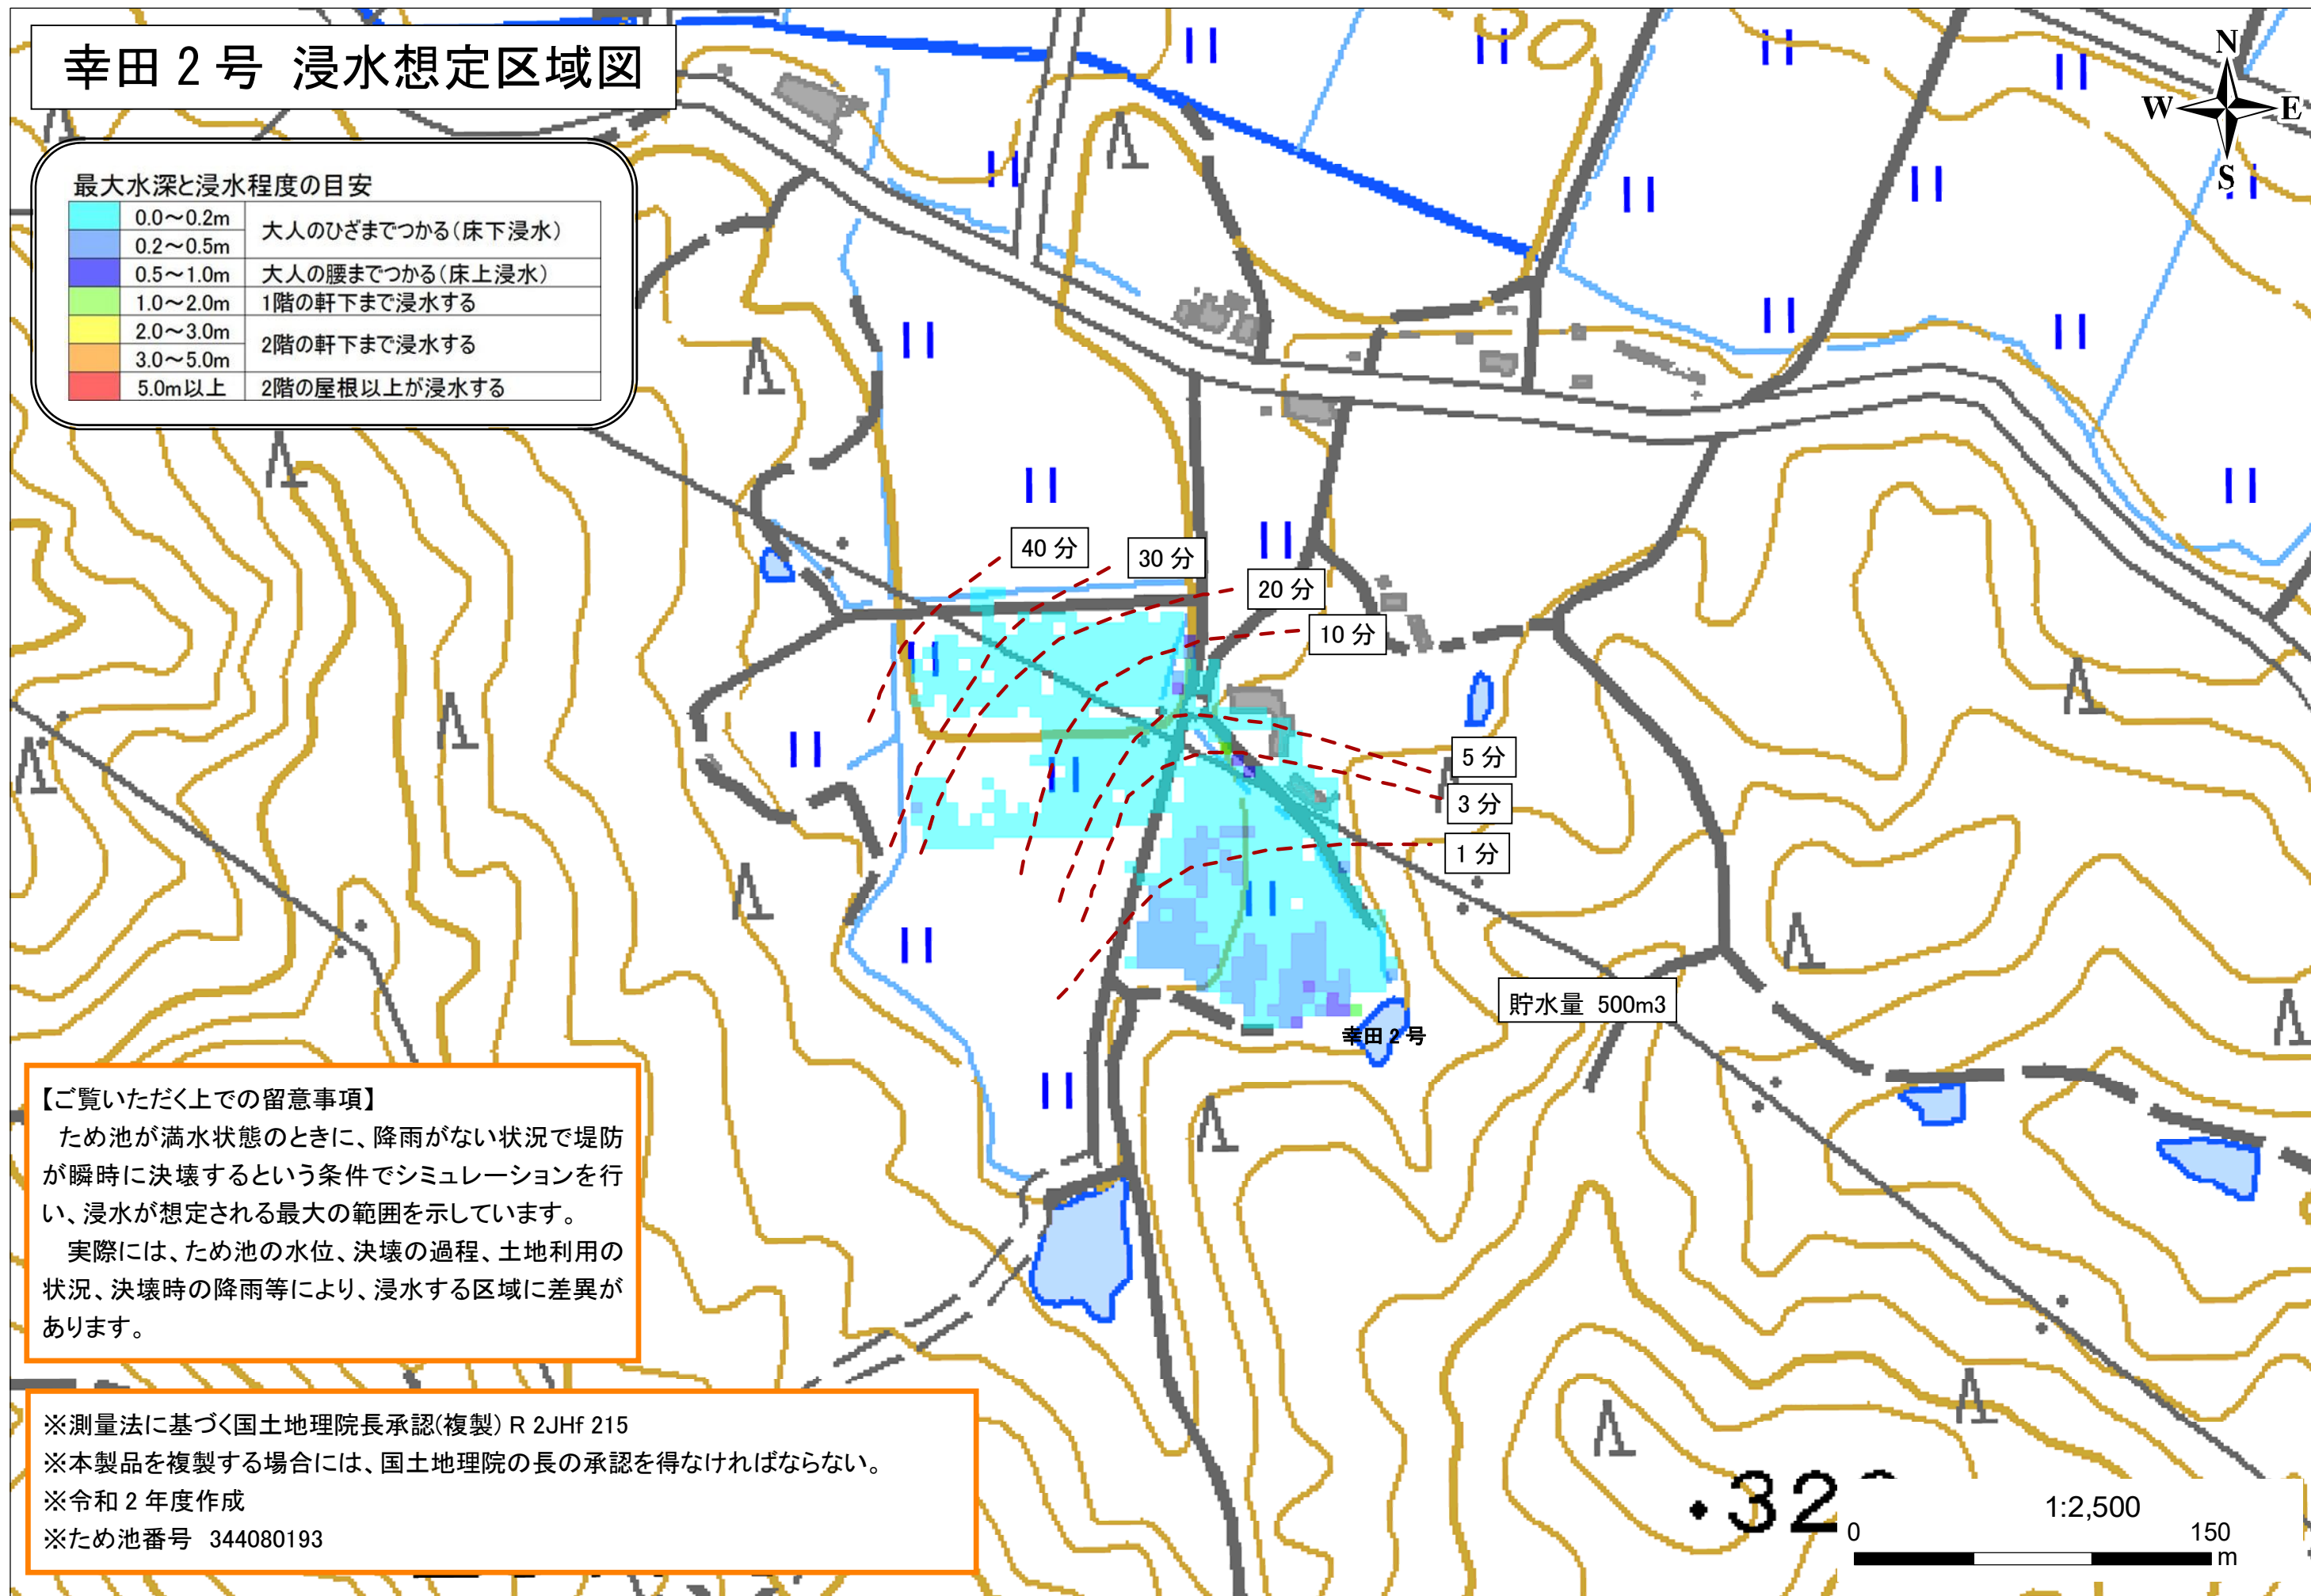 幸田2号 浸水想定区域図
N
W
E
S
最大水深と浸水程度の目安
0.0～0.2m
大人のひざまでつかる(床下浸水)
0.2～0.5m
0.5～1.0m 大人の腰までつかる(床上浸水)
1.0～2.0m 1階の軒下まで浸水する
2.0～3.0m
2階の軒下まで浸水する
3.0～5.0m
5.0m以上 2階の屋根以上が浸水する
40分
30分
20分
10分
5分
3分
1分
貯水量 500m3
幸田2号
【ご覧いただく上での留意事項】
ため池が満水状態のときに、降雨がない状況で堤防
が瞬時に決壊するという条件でシミュレーションを行
い、浸水が想定される最大の範囲を示しています。
実際には、ため池の水位、決壊の過程、土地利用の
状況、決壊時の降雨等により、浸水する区域に差異が
あります。
※測量法に基づく国土地理院長承認(複製) R 2JHf 215
※本製品を複製する場合には、国土地理院の長の承認を得なければならない。
※令和2年度作成
※ため池番号 344080193
1:2,500
0 150
m